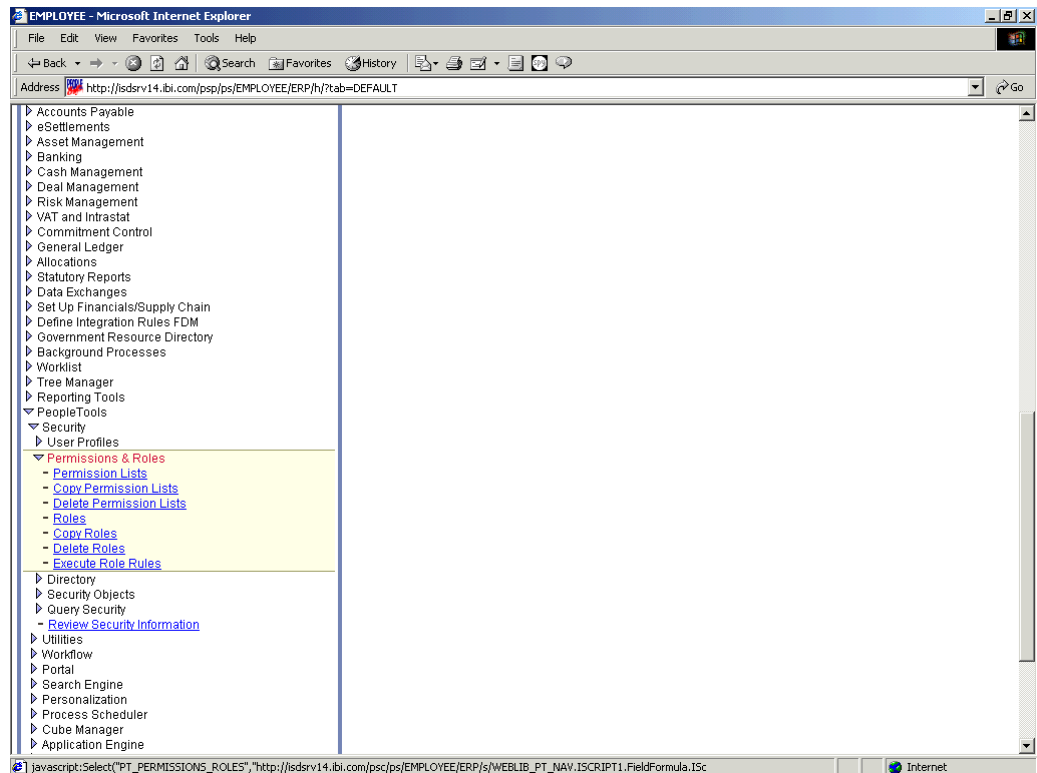 EMPLOYEE - Microsoft Internet Explorer
File Edit View Favorites Tools Help
Back Search Favorites History
Address http://isdsrv14.ibi.com/psp/ps/EMPLOYEE/ERP/h/?tab=DEFAULT Go
Accounts Payable
eSettlements
Asset Management
Banking
Cash Management
Deal Management
Risk Management
VAT and Intrastat
Commitment Control
General Ledger
Allocations
Statutory Reports
Data Exchanges
Set Up Financials/Supply Chain
Define Integration Rules FDM
Government Resource Directory
Background Processes
Worklist
Tree Manager
Reporting Tools
PeopleTools
Security
User Profiles
Permissions & Roles
- Permission Lists
- Copy Permission Lists
- Delete Permission Lists
- Roles
- Copy Roles
- Delete Roles
- Execute Role Rules
Directory
Security Objects
Query Security
- Review Security Information
Utilities
Workflow
Portal
Search Engine
Personalization
Process Scheduler
Cube Manager
Application Engine
javascript:Select("PT_PERMISSIONS_ROLES","http://isdsrv14.ibi.com/psc/ps/EMPLOYEE/ERP/s/WEBLIB_PT_NAV.ISCRIPT1.FieldFormula.ISc Internet